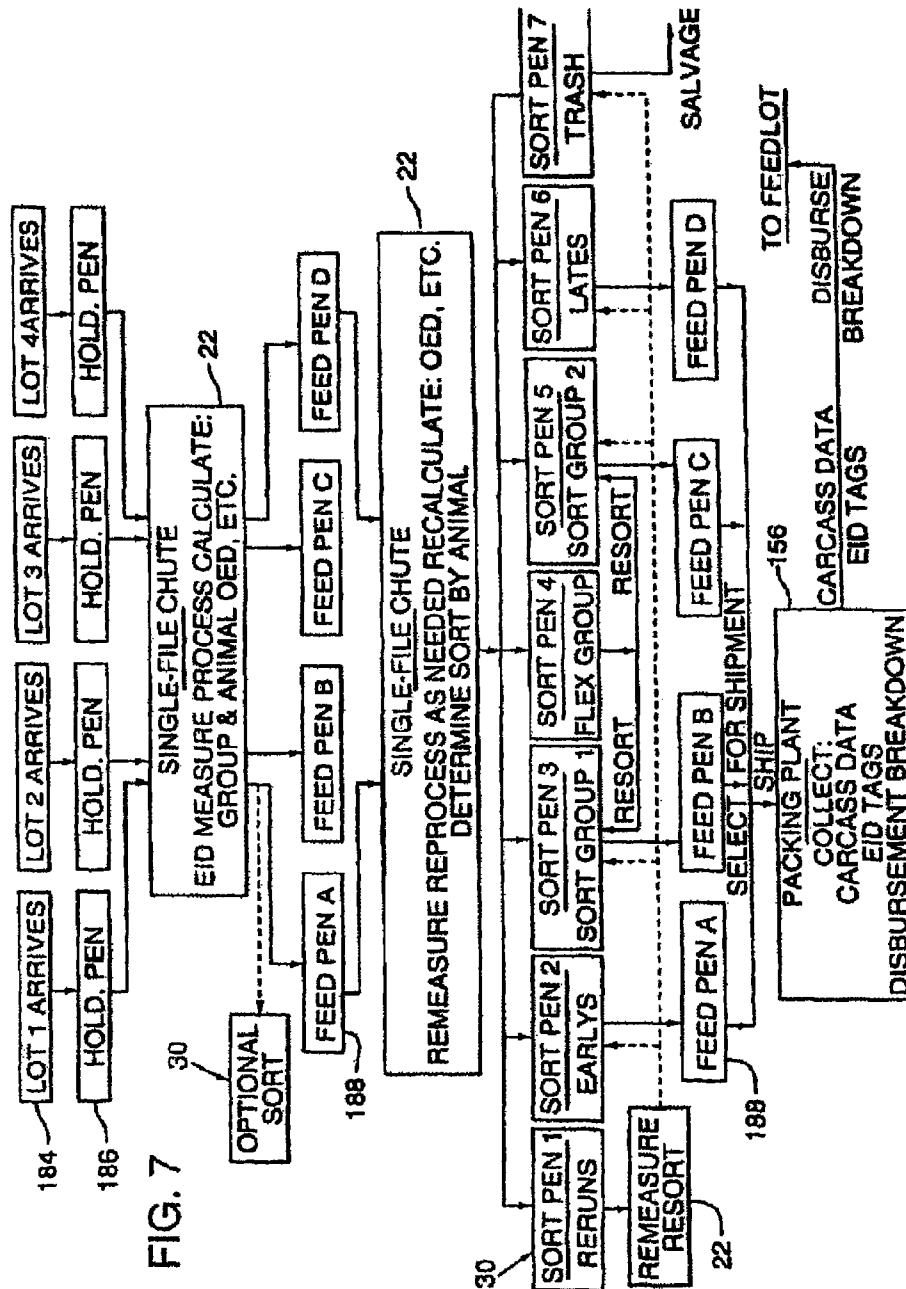 FIG. 7
184
LOT 1 ARRIVES
LOT 2 ARRIVES
LOT 3 ARRIVES
LOT 4 ARRIVES
186
HOLD. PEN
HOLD. PEN
HOLD. PEN
HOLD. PEN
22
SINGLE-FILE CHUTE
EID MEASURE PROCESS CALCULATE:
GROUP & ANIMAL OED, ETC.
30
OPTIONAL
SORT
188
FEED PEN A
FEED PEN B
FEED PEN C
FEED PEN D
22
SINGLE-FILE CHUTE
REMEASURE REPROCESS AS NEEDED RECALCULATE: OED, ETC.
DETERMINE SORT BY ANIMAL
30
SORT PEN 1
RERUNS
SORT PEN 2
EARLYS
SORT PEN 3
SORT GROUP 1
SORT PEN 4
FLEX GROUP
SORT PEN 5
SORT GROUP 2
SORT PEN 6
LATES
SORT PEN 7
TRASH
RESORT
RESORT
REMEASURE
RESORT
22
SALVAGE
188
FEED PEN A
FEED PEN B
FEED PEN C
FEED PEN D
SELECT FOR SHIPMENT
SHIP
156
PACKING PLANT
COLLECT:
CARCASS DATA
EID TAGS
DISBURSEMENT BREAKDOWN
TO FEEDLOT
CARCASS DATA
EID TAGS
DISBURSE
BREAKDOWN